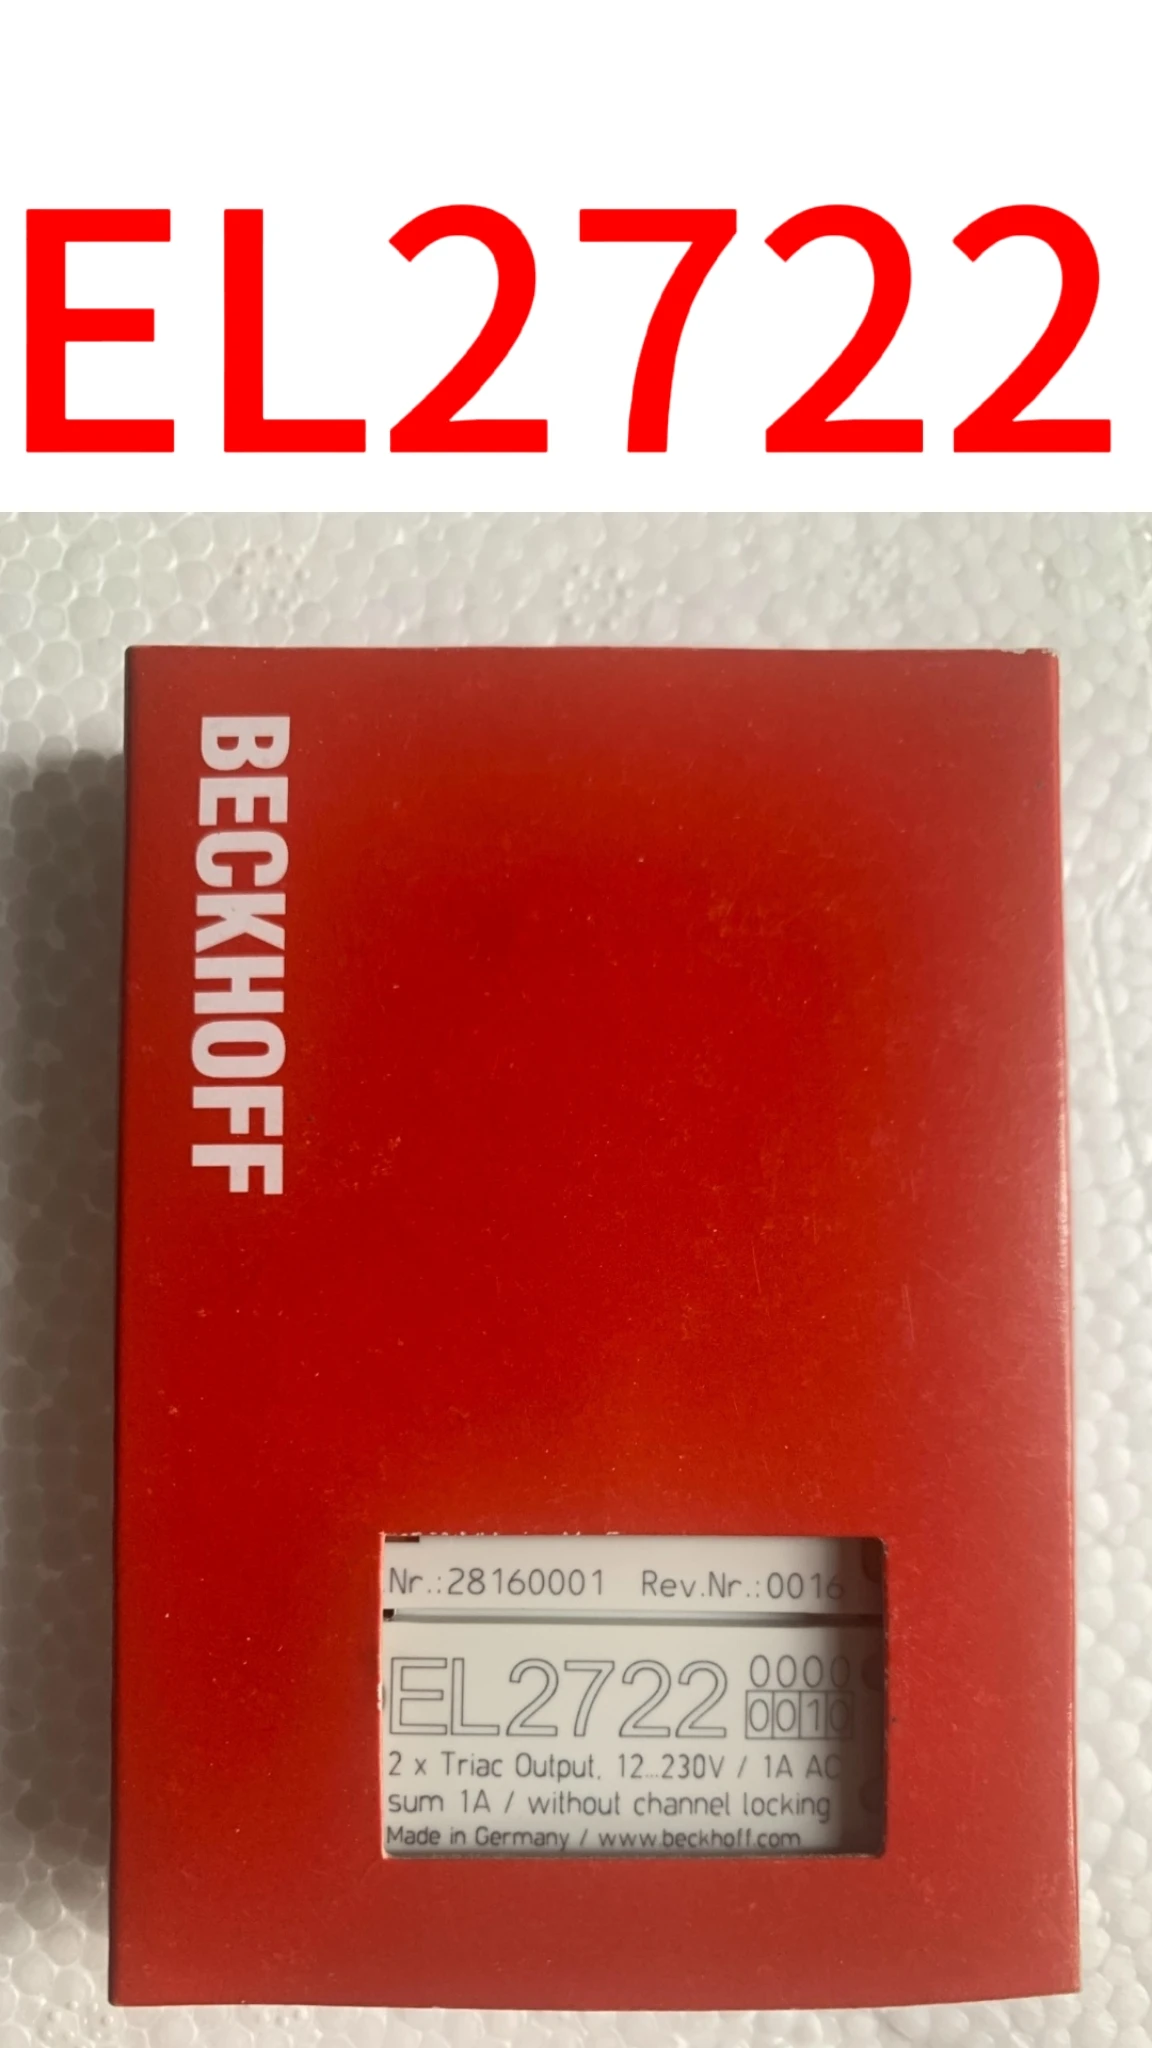 EL2722
BECKHOFF
.Nr.:28160001 Rev.Nr.:0016
EL2722 0000
0010
2 x Triac Output, 12...230V / 1A AC
sum 1A / without channel locking
Made in Germany / www.beckhoff.com